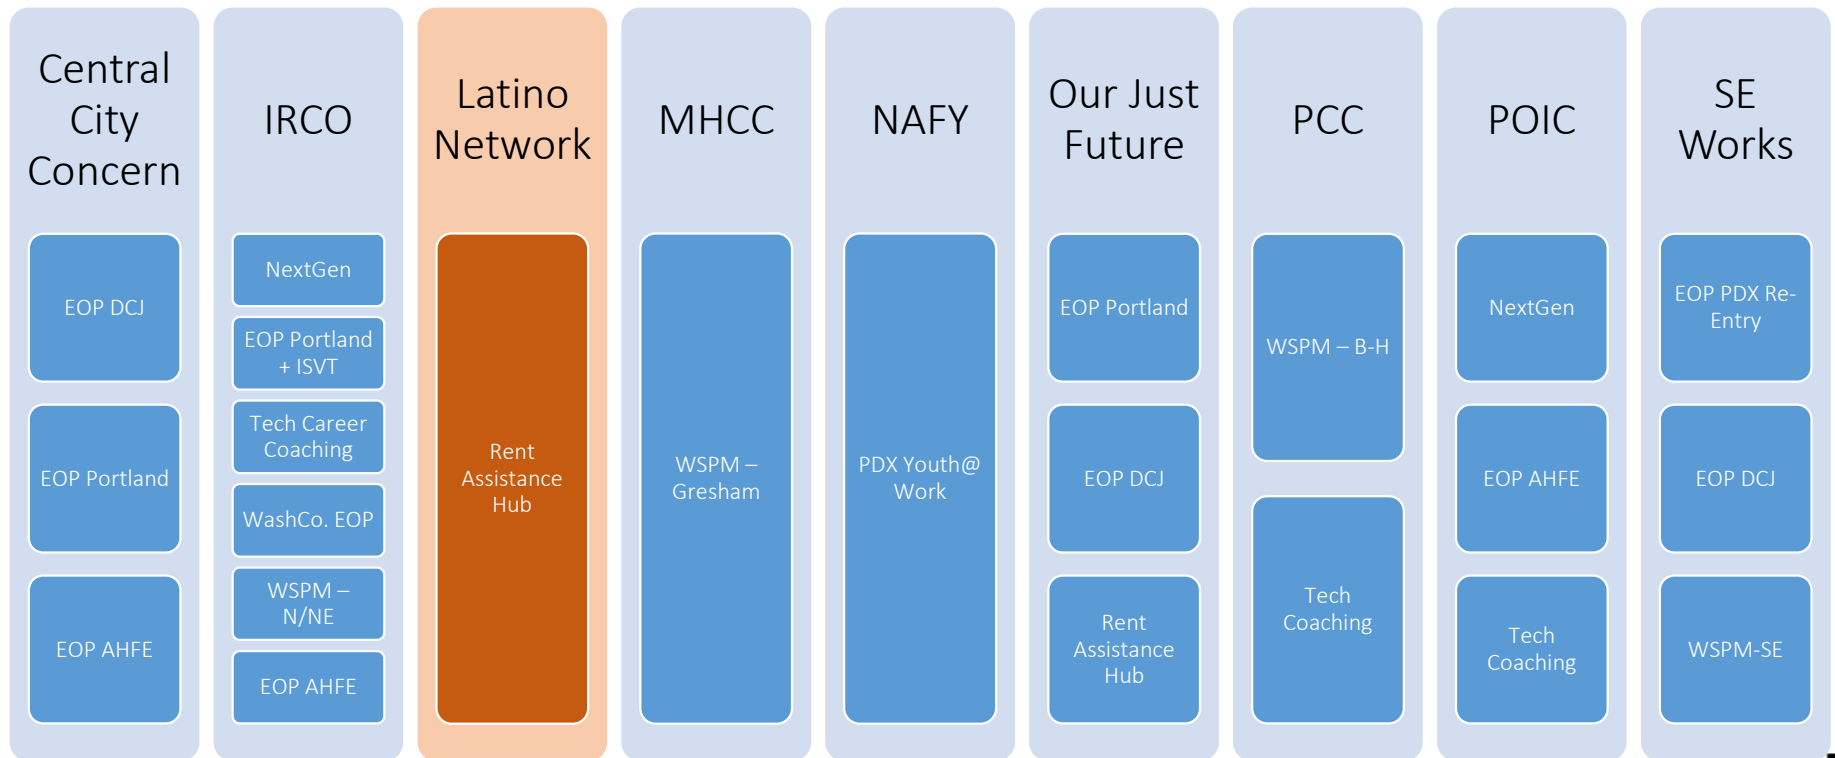 Central
City
Concern
EOP DCJ
EOP Portland
EOP AHFE
IRCO
NextGen
EOP Portland
+ ISVT
Tech Career
Coaching
WashCo. EOP
WSPM –
N/NE
EOP AHFE
Latino
Network
Rent
Assistance
Hub
MHCC
WSPM –
Gresham
NAFY
PDX Youth@
Work
Our Just
Future
EOP Portland
EOP DCJ
Rent
Assistance
Hub
PCC
WSPM – B-H
Tech
Coaching
POIC
NextGen
EOP AHFE
Tech
Coaching
SE
Works
EOP PDX Re-
Entry
EOP DCJ
WSPM-SE